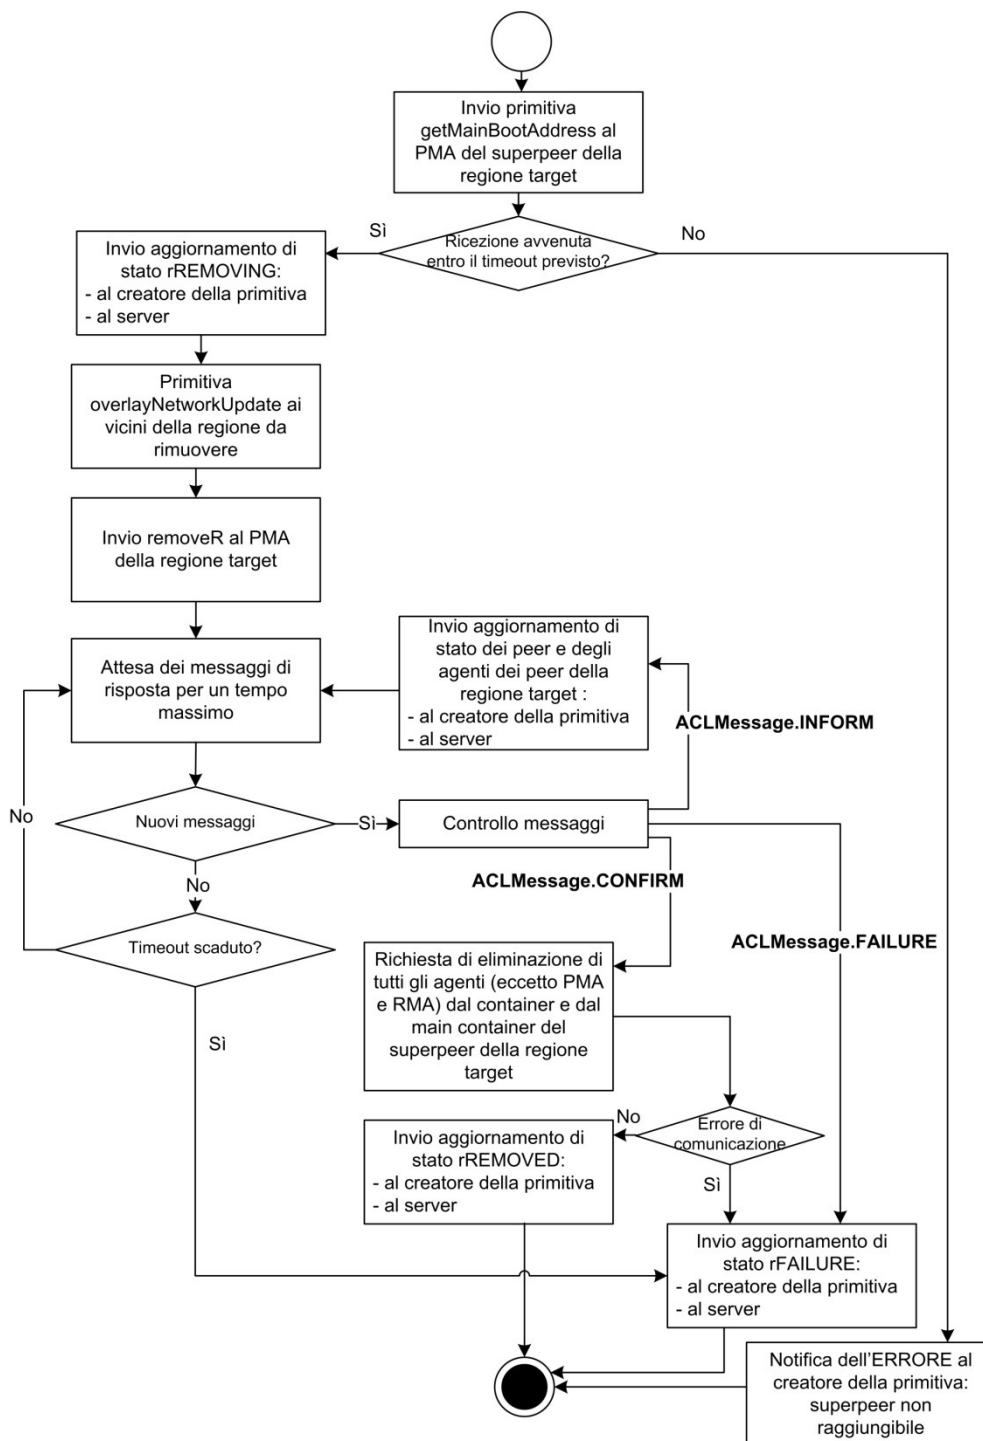 Invio primitiva
getMainBootAddress al
PMA del superpeer della
regione target
Sì
No
Ricezione avvenuta
entro il timeout previsto?
Invio aggiornamento di
stato rREMOVING:
- al creatore della primitiva
- al server
Primitiva
overlayNetworkUpdate ai
vicini della regione da
rimuovere
Invio removeR al PMA
della regione target
Attesa dei messaggi di
risposta per un tempo
massimo
Invio aggiornamento di
stato dei peer e degli
agenti dei peer della
regione target :
- al creatore della primitiva
- al server
ACLMessage.INFORM
No
Nuovi messaggi
Sì
Controllo messaggi
No
ACLMessage.CONFIRM
Timeout scaduto?
ACLMessage.FAILURE
Richiesta di eliminazione di
tutti gli agenti (eccetto PMA
e RMA) dal container e dal
main container del
superpeer della regione
target
Sì
No
Errore di
comunicazione
Sì
Invio aggiornamento di
stato rREMOVED:
- al creatore della primitiva
- al server
Invio aggiornamento di
stato rFAILURE:
- al creatore della primitiva
- al server
Notifica dell'ERRORE al
creatore della primitiva:
superpeer non
raggiungibile